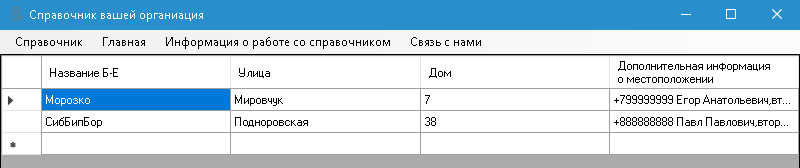 Справочник вашей органиация
Справочник Главная Информация о работе со справочником Связь с нами
Название Б-Е Улица Дом Дополнительная информация
о местоположении
Морозко Мировчук 7 +799999999 Егор Анатольевич,вт...
СибБипБор Подноровская 38 +888888888 Павл Павлович,втор...